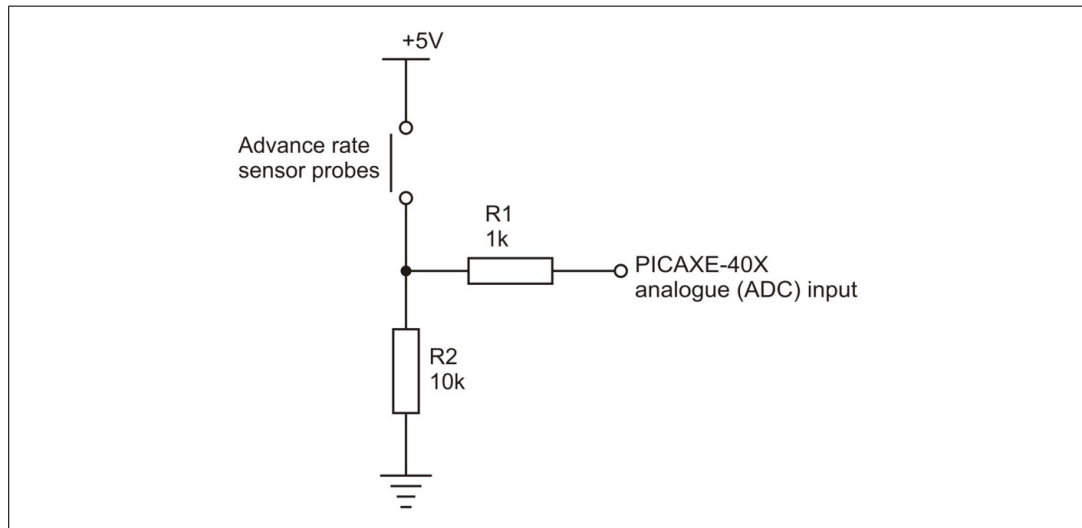 +5V
Advance rate
sensor probes
R1
1k
PICAXE-40X
analogue (ADC) input
R2
10k